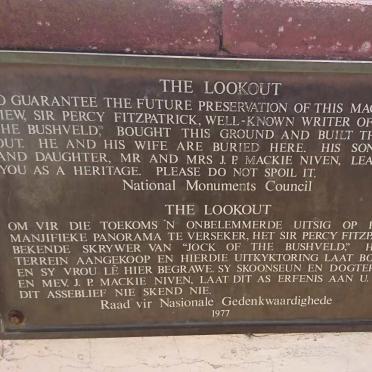 THE LOOKOUT
O GUARANTEE THE FUTURE PRESERVATION OF THIS MAG
IEW, SIR PERCY FITZPATRICK, WELL-KNOWN WRITER OF
HE BUSHVELD," BOUGHT THIS GROUND AND BUILT TH
OUT. HE AND HIS WIFE ARE BURIED HERE. HIS SON
AND DAUGHTER, MR AND MRS J. P. MACKIE NIVEN, LEA
YOU AS A HERITAGE. PLEASE DO NOT SPOIL IT.
National Monuments Council
THE LOOKOUT
OM VIR DIE TOEKOMS 'N ONBELEMMERDE UITSIG OP
MANJIFIEKE PANORAMA TE VERSEKER, HET SIR PERCY FITZP
BEKENDE SKRYWER VAN "JOCK OF THE BUSHVELD," H
TERREIN AANGEKOOP EN HIERDIE UITKYKTORING LAAT BO
EN SY VROU LÊ HIER BEGRAWE. SY SKOONSEUN EN DOGTER
EN MEV. J. P. MACKIE NIVEN, LAAT DIT AS ERFENIS AAN U.
DIT ASSEBLIEF NIE SKEND NIE.
Raad vir Nasionale Gedenkwaardighede
1977